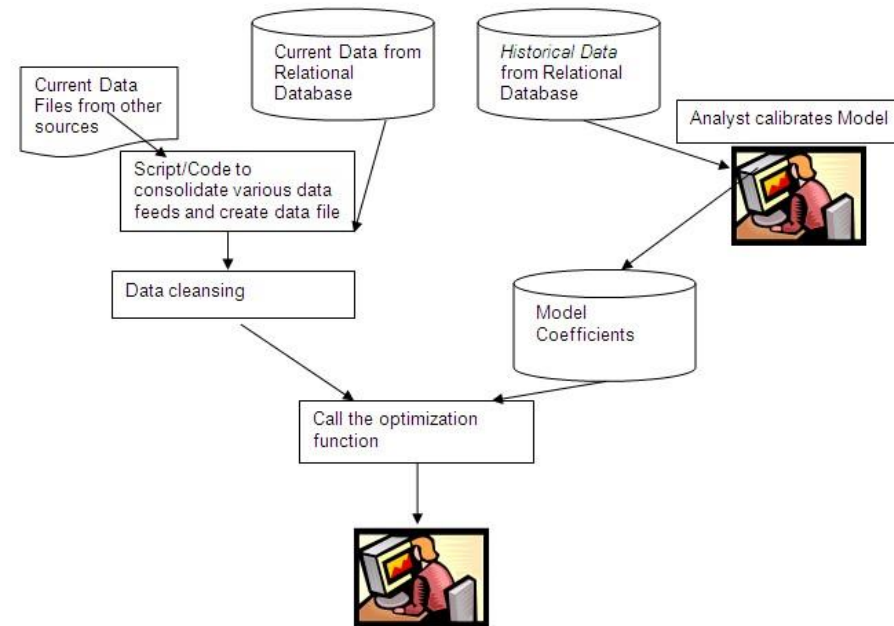 Current Data
Files from other
sources
Current Data from
Relational
Database
Historical Data
from Relational
Database
Analyst calibrates Model
Script/Code to
consolidate various data
feeds and create data file
Data cleansing
Model
Coefficients
Call the optimization
function